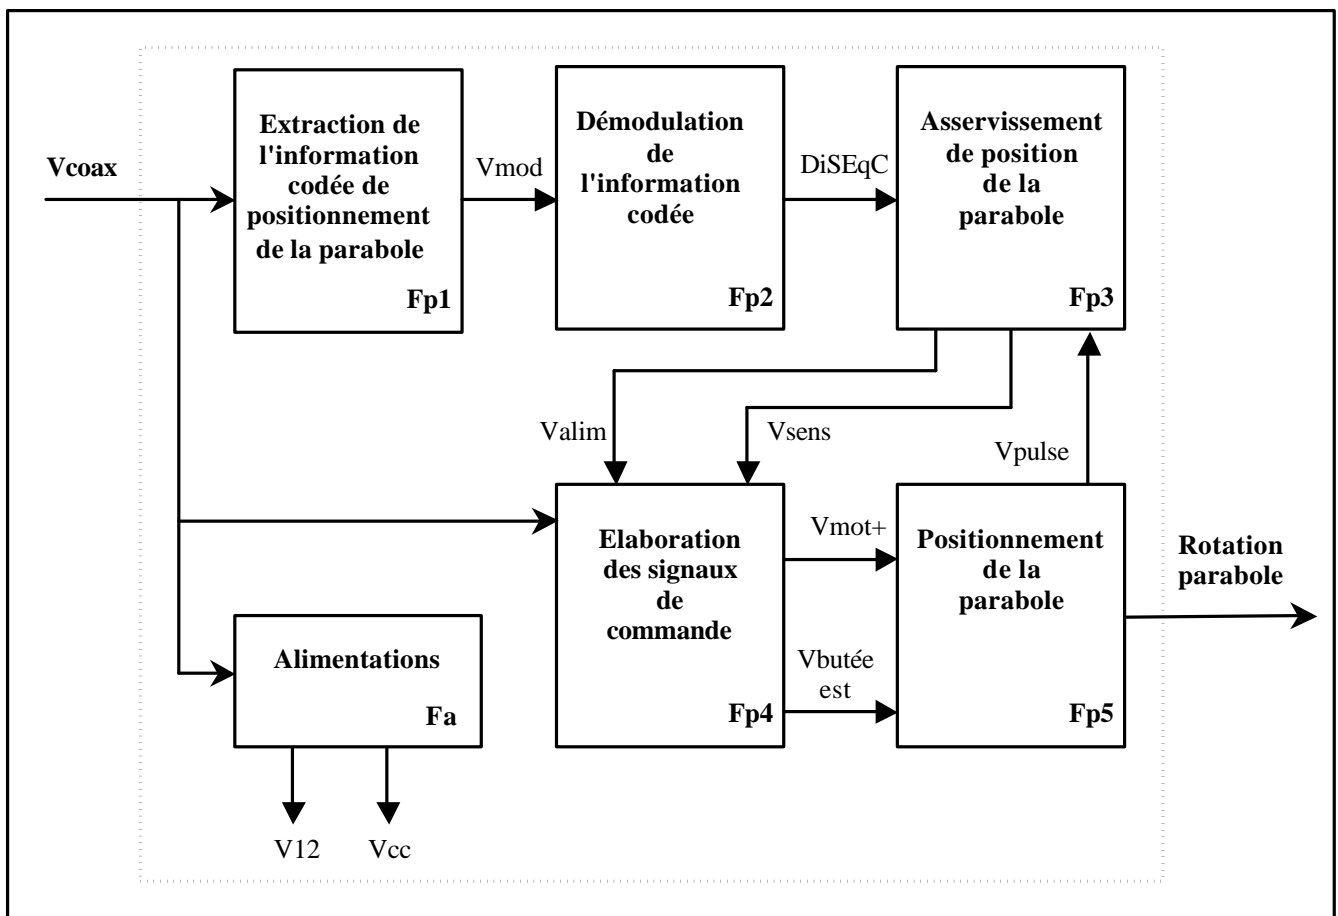 Vcoax
Extraction de
l'information
codée de
positionnement
de la parabole
Fp1
Vmod
Démodulation
de
l'information
codée
Fp2
DiSEqC
Asservissement
de position
de la
parabole
Fp3
Valim
Vsens
Vpulse
Elaboration
des signaux
de
commande
Fp4
Vmot+
Vbutée
est
Positionnement
de la
parabole
Fp5
Rotation
parabole
Alimentations
Fa
V12
Vcc